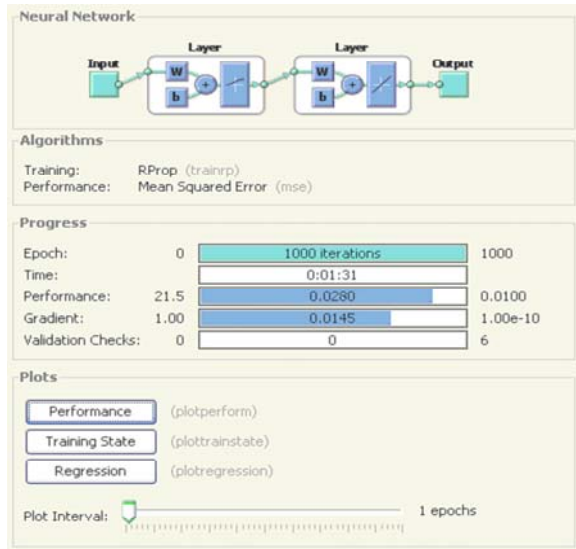 Neural Network
Layer Layer
Input Output
W W
+ +
b b
Algorithms
Training: RProp (trainrp)
Performance: Mean Squared Error (mse)
Progress
Epoch: 0 1000 iterations 1000
Time: 0:01:31
Performance: 21.5 0.0280 0.0100
Gradient: 1.00 0.0145 1.00e-10
Validation Checks: 0 0 6
Plots
Performance (plotperform)
Training State (plottrainstate)
Regression (plotregression)
Plot Interval: 1 epochs